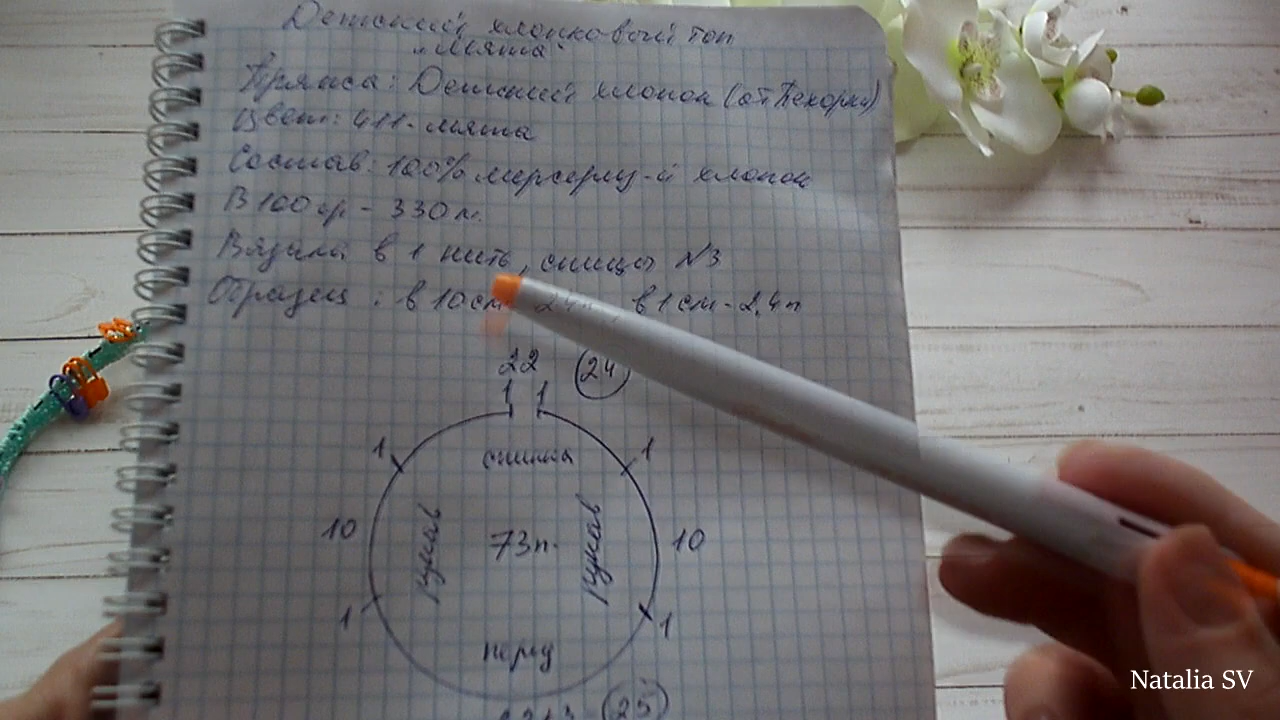 Детский хлопковый топ
"Мята"
Пряжа: Детский хлопок (от Пехорки)
Цвет: 411-мята
Состав: 100% мерсериз-й хлопок
В 100 гр - 330 м.
Вязала в 1 нить, спицы №3
Образец: в 10 см - 24 п, в 1 см - 2,4 п
22 24
1 1
1 спинка 1
10 рукав 73 п. рукав 10
1 1
перед
25
Natalia SV